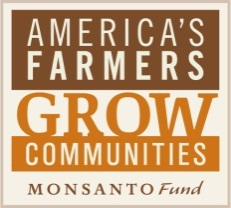 AMERICA'S
FARMERS
GROW
COMMUNITIES
MONSANTO Fund